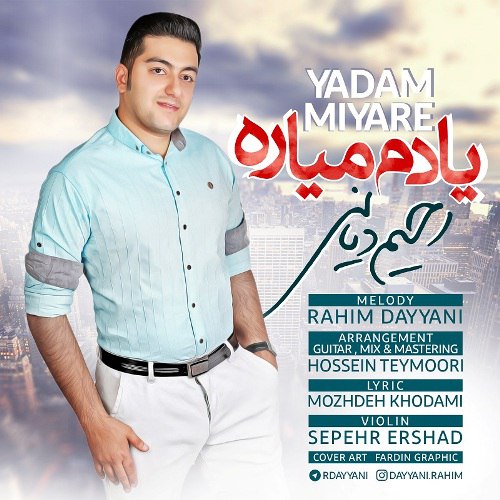 YADAM
MIYARE
یادم میاره
رحیم دیانی
MELODY
RAHIM DAYYANI
ARRANGEMENT
GUITAR , MIX & MASTERING
HOSSEIN TEYMOORI
LYRIC
MOZHDEH KHODAMI
VIOLIN
SEPEHR ERSHAD
COVER ART FARDIN GRAPHIC
RDAYYANI DAYYANI.RAHIM